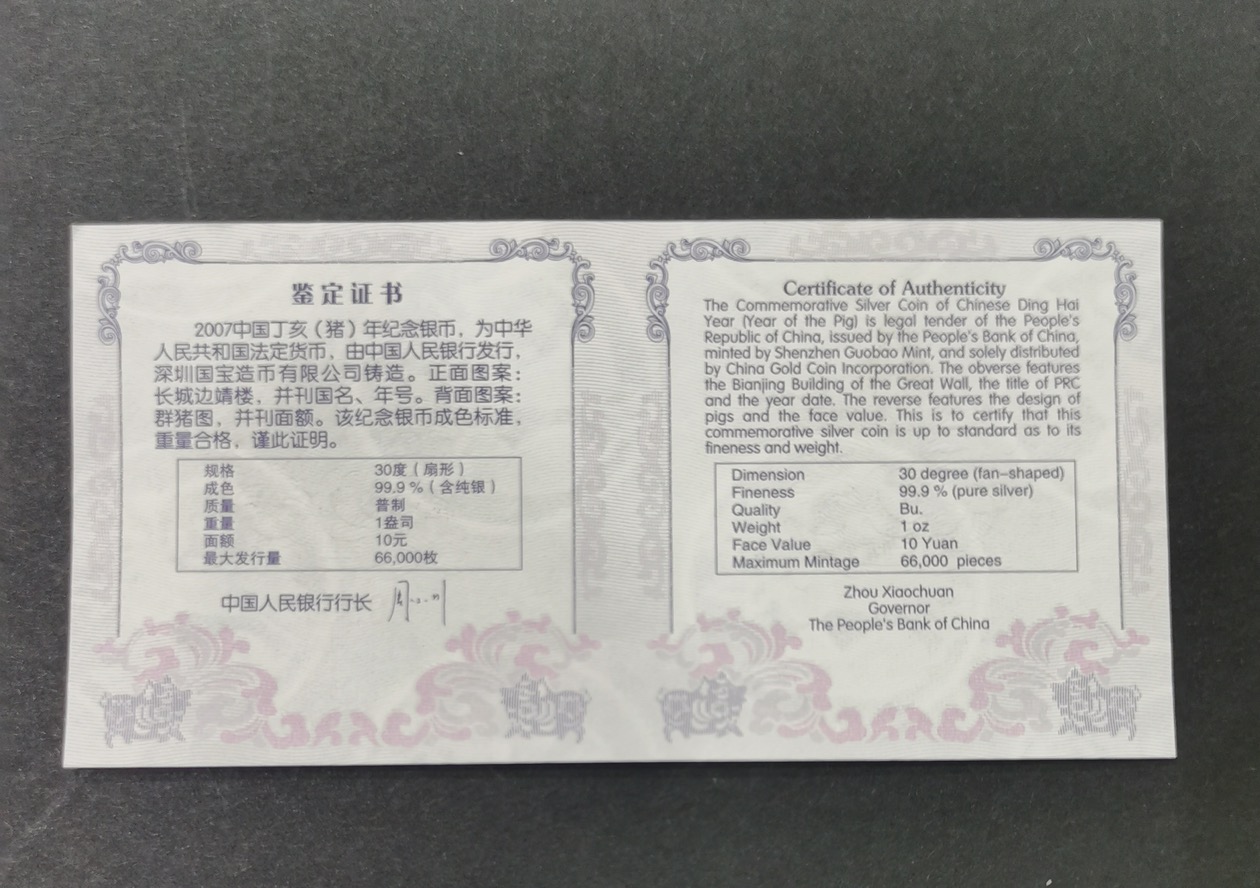 鉴定证书
2007中国丁亥（猪）年纪念银币，为中华
人民共和国法定货币，由中国人民银行发行，
深圳国宝造币有限公司铸造。正面图案：
长城边靖楼，并刊国名、年号。背面图案：
群猪图，并刊面额。该纪念银币成色标准，
重量合格，谨此证明。
规格 30度（扇形）
成色 99.9％（含纯银）
质量 普制
重量 1盎司
面额 10元
最大发行量 66,000枚
中国人民银行行长
Certificate of Authenticity
The Commemorative Silver Coin of Chinese Ding Hai
Year (Year of the Pig) is legal tender of the People's
Republic of China, issued by the People's Bank of China,
minted by Shenzhen Guobao Mint, and solely distributed
by China Gold Coin Incorporation. The obverse features
the Bianjing Building of the Great Wall, the title of PRC
and the year date. The reverse features the design of
pigs and the face value. This is to certify that this
commemorative silver coin is up to standard as to its
fineness and weight.
Dimension 30 degree (fan-shaped)
Fineness 99.9 % (pure silver)
Quality Bu.
Weight 1 oz
Face Value 10 Yuan
Maximum Mintage 66,000 pieces
Zhou Xiaochuan
Governor
The People's Bank of China